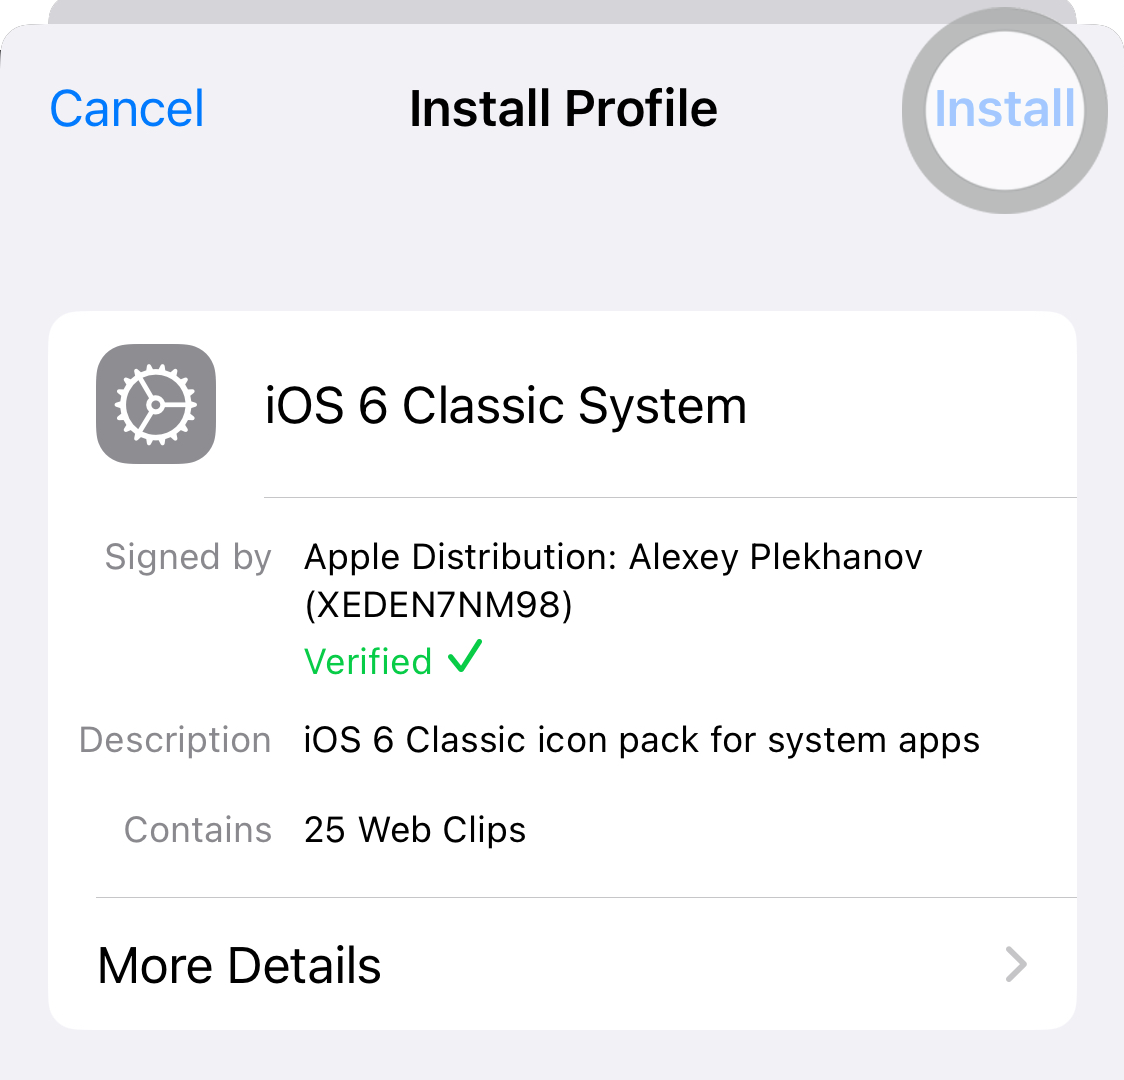 Cancel
Install Profile
Install
iOS 6 Classic System
Signed by
Apple Distribution: Alexey Plekhanov
(XEDEN7NM98)
Verified
Description
iOS 6 Classic icon pack for system apps
Contains
25 Web Clips
More Details